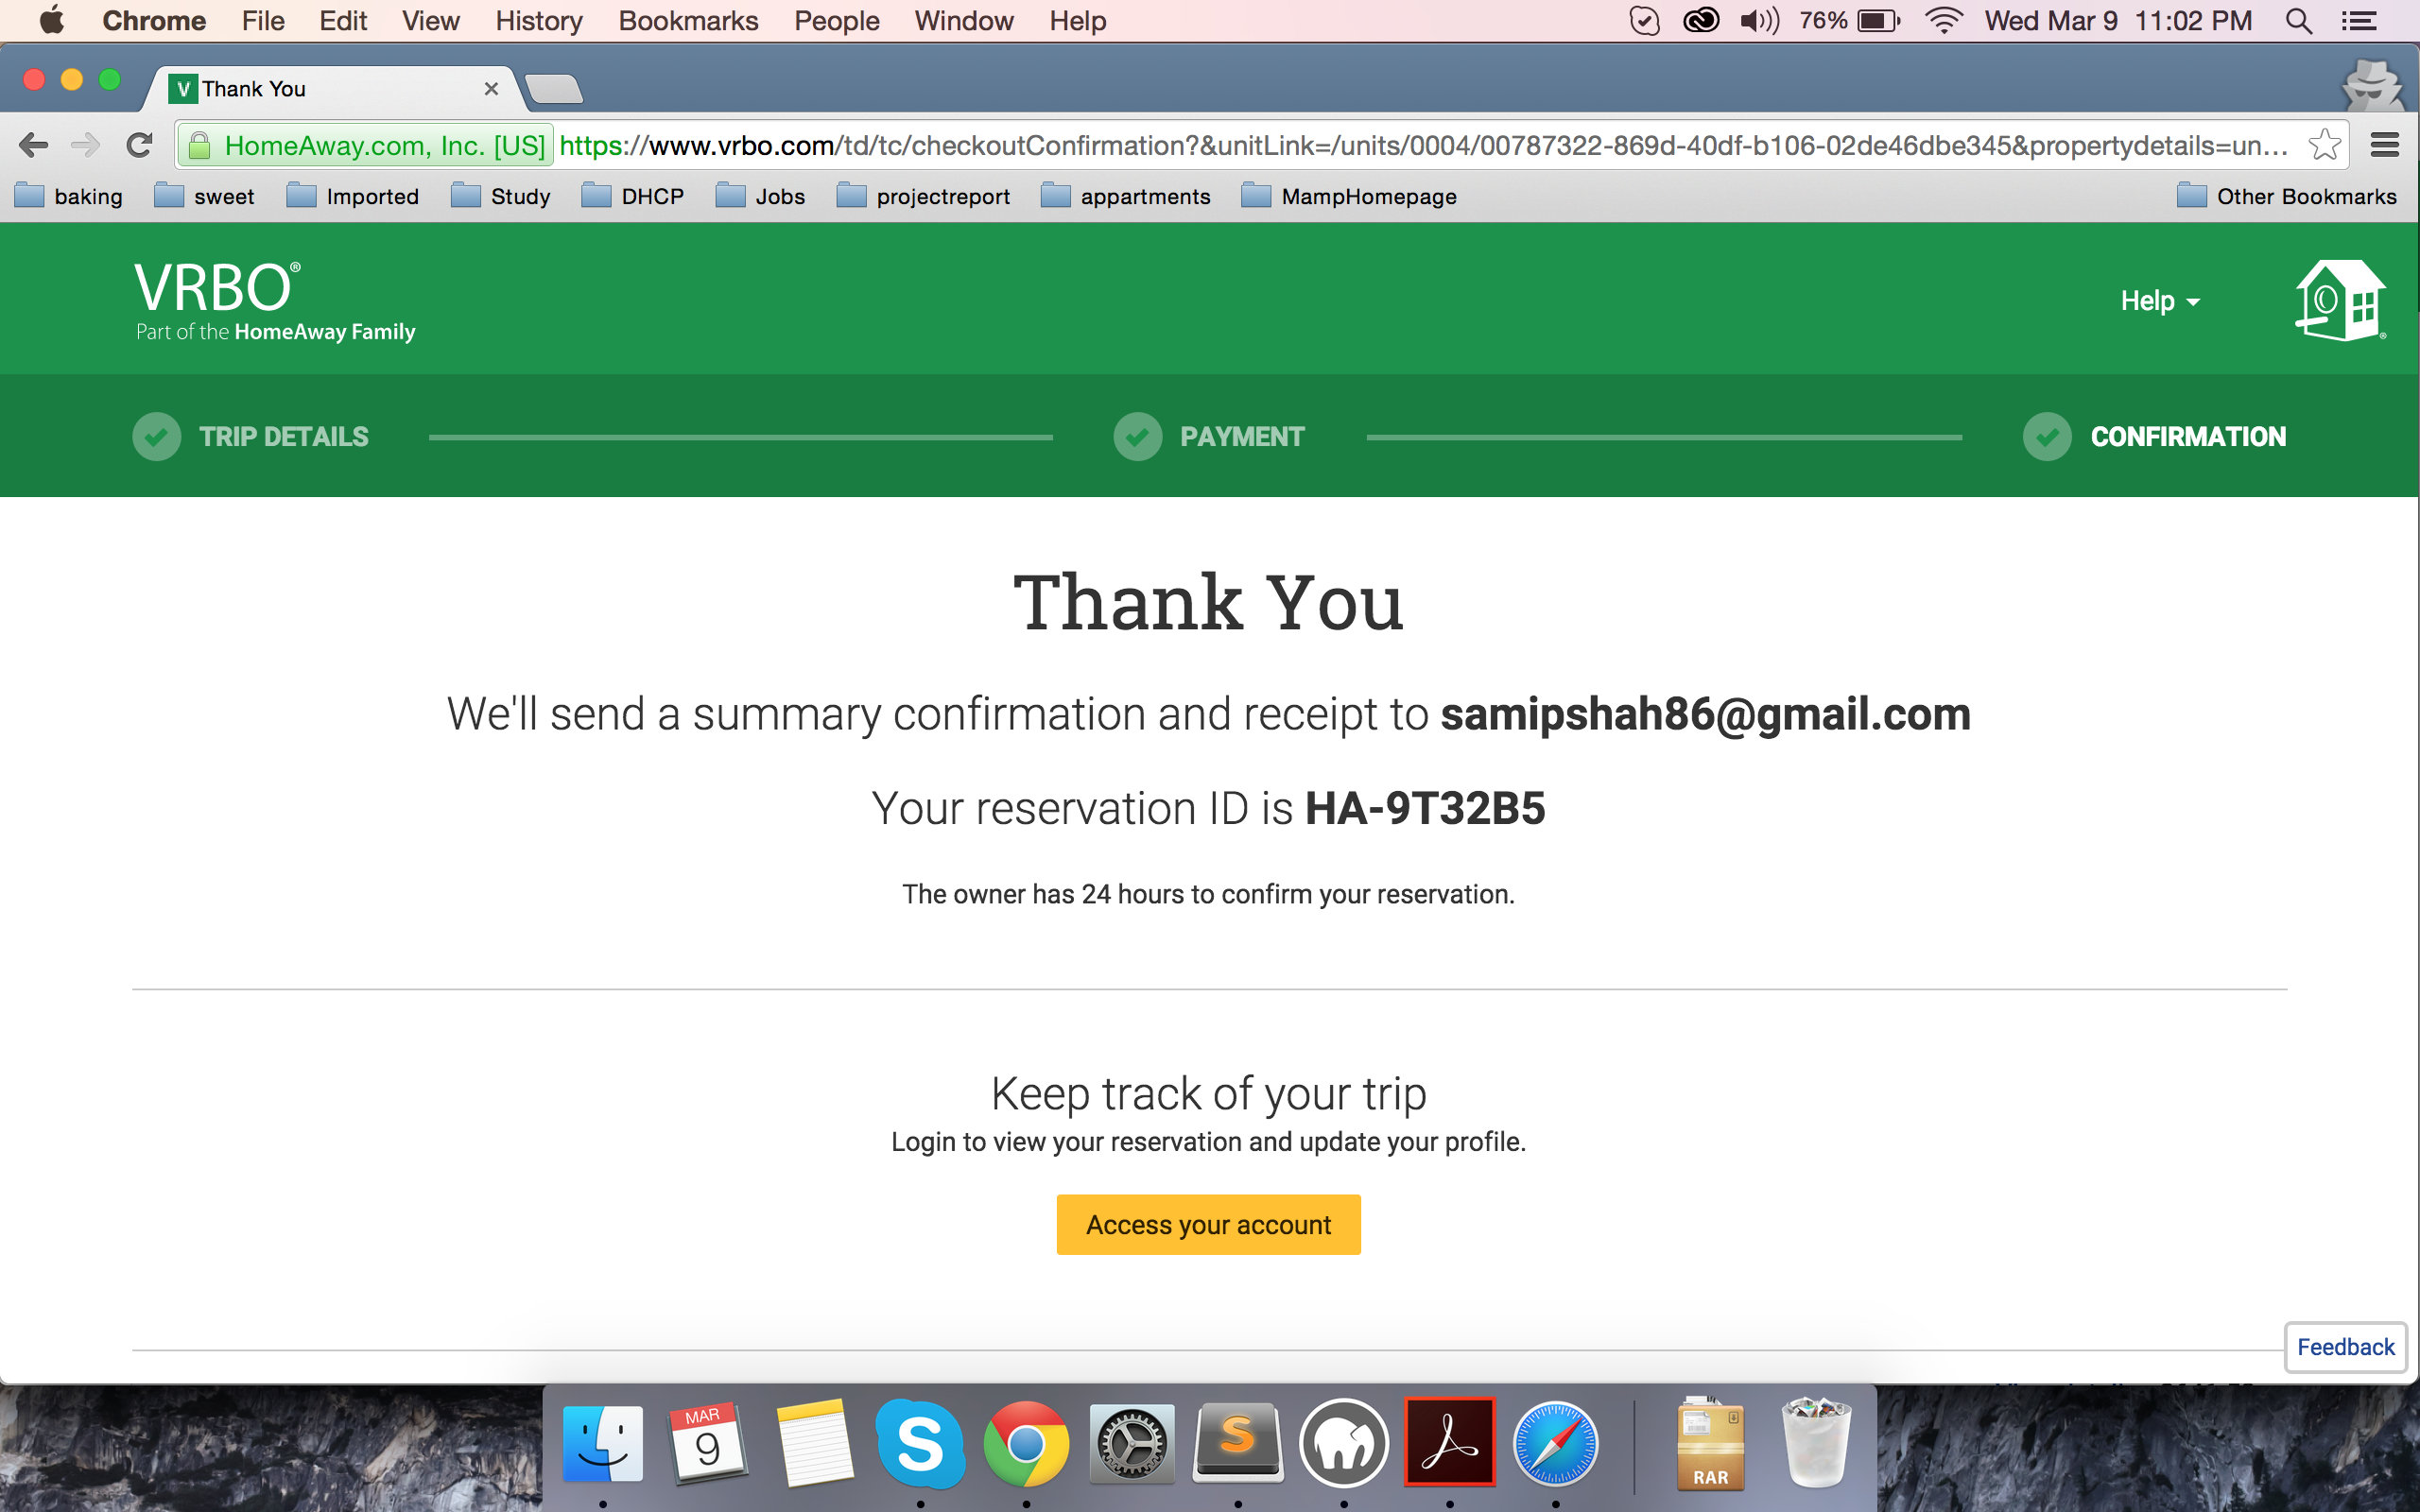 Chrome File Edit View History Bookmarks People Window Help 76% Wed Mar 9 11:02 PM
V Thank You
HomeAway.com, Inc. [US] https://www.vrbo.com/td/tc/checkoutConfirmation?&unitLink=/units/0004/00787322-869d-40df-b106-02de46dbe345&propertydetails=un...
baking sweet Imported Study DHCP Jobs projectreport appartments MampHomepage Other Bookmarks
VRBO®
Part of the HomeAway Family
Help
TRIP DETAILS PAYMENT CONFIRMATION
Thank You
We'll send a summary confirmation and receipt to samipshah86@gmail.com
Your reservation ID is HA-9T32B5
The owner has 24 hours to confirm your reservation.
Keep track of your trip
Login to view your reservation and update your profile.
Access your account
Feedback
MAR
9
S
S
RAR